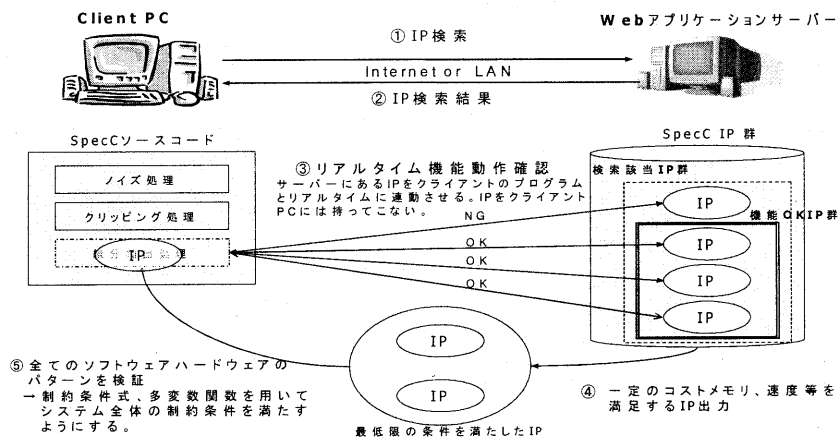 Client PC
Webアプリケーションサーバー
① IP検索
Internet or LAN
② IP検索結果
SpecCソースコード
SpecC IP 群
ノイズ処理
クリッピング処理
IP
処理
③ リアルタイム機能動作確認
サーバーにあるIPをクライアントのプログラム
とリアルタイムに連動させる。IPをクライアント
PCには持ってこない。
NG
OK
OK
OK
検索該当IP群
IP
機能OKIP群
IP
IP
IP
IP
IP
最低限の条件を満たしたIP
④ 一定のコストメモリ、速度等を
満足するIP出力
⑤ 全てのソフトウェアハードウェアの
パターンを検証
→ 制約条件式、多変数関数を用いて
システム全体の制約条件を満たす
ようにする。